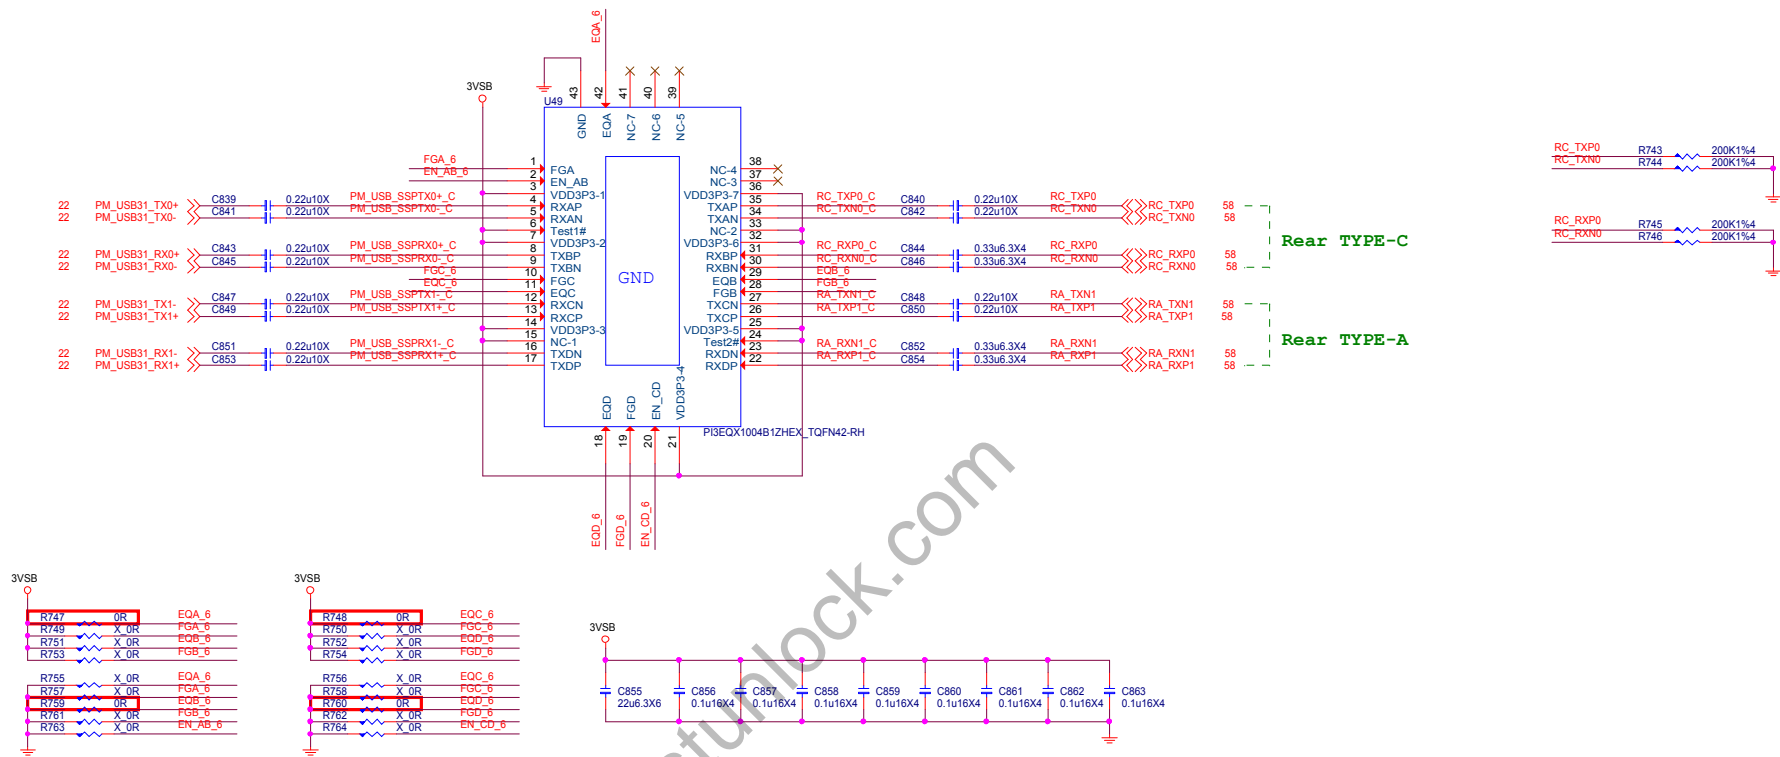 EQA_6
3VSB
U49
43
42
41
40
39
GND
EQA
NC-7
NC-6
NC-5
FGA_6 1 FGA
EN_AB_6 2 EN_AB
3 VDD3P3-1
22 PM_USB31_TX0+ C839 0.22u10X PM_USB_SSPTX0+_C 4 RXAP
22 PM_USB31_TX0- C841 0.22u10X PM_USB_SSPTX0-_C 5 RXAN
6 Test1#
7 VDD3P3-2
22 PM_USB31_RX0+ C843 0.22u10X PM_USB_SSPRX0+_C 8 TXBP
22 PM_USB31_RX0- C845 0.22u10X PM_USB_SSPRX0-_C 9 TXBN
FGC_6 10 FGC
EQC_6 11 EQC
22 PM_USB31_TX1- C847 0.22u10X PM_USB_SSPTX1-_C 12 RXCN
22 PM_USB31_TX1+ C849 0.22u10X PM_USB_SSPTX1+_C 13 RXCP
14 VDD3P3-3
15 NC-1
22 PM_USB31_RX1- C851 0.22u10X PM_USB_SSPRX1-_C 16 TXDN
22 PM_USB31_RX1+ C853 0.22u10X PM_USB_SSPRX1+_C 17 TXDP
GND
NC-4 38
NC-3 37
VDD3P3-7 36
TXAP 35 RC_TXP0_C C840 0.22u10X RC_TXP0 RC_TXP0 58
TXAN 34 RC_TXN0_C C842 0.22u10X RC_TXN0 RC_TXN0 58
NC-2 33
VDD3P3-6 32
RXBP 31 RC_RXP0_C C844 0.33u6.3X4 RC_RXP0 RC_RXP0 58
RXBN 30 RC_RXN0_C C846 0.33u6.3X4 RC_RXN0 RC_RXN0 58
EQB 29 EQB_6
FGB 28 FGB_6
TXCN 27 RA_TXN1_C C848 0.22u10X RA_TXN1 RA_TXN1 58
TXCP 26 RA_TXP1_C C850 0.22u10X RA_TXP1 RA_TXP1 58
VDD3P3-5 25
Test2# 24
RXDN 23 RA_RXN1_C C852 0.33u6.3X4 RA_RXN1 RA_RXN1 58
RXDP 22 RA_RXP1_C C854 0.33u6.3X4 RA_RXP1 RA_RXP1 58
Rear TYPE-C
Rear TYPE-A
EQD
FGD
EN_CD
VDD3P3-4
18
19
20
21
PI3EQX1004B1ZHEX_TQFN42-RH
EQD_6
FGD_6
EN_CD_6
RC_TXP0 R743 200K1%4
RC_TXN0 R744 200K1%4
RC_RXP0 R745 200K1%4
RC_RXN0 R746 200K1%4
3VSB
R747 0R EQA_6
R749 X_0R FGA_6
R751 X_0R EQB_6
R753 X_0R FGB_6
R755 X_0R EQA_6
R757 X_0R FGA_6
R759 0R EQB_6
R761 X_0R FGB_6
R763 X_0R EN_AB_6
3VSB
R748 0R EQC_6
R750 X_0R FGC_6
R752 X_0R EQD_6
R754 X_0R FGD_6
R756 X_0R EQC_6
R758 X_0R FGC_6
R760 0R EQD_6
R762 X_0R FGD_6
R764 X_0R EN_CD_6
3VSB
C855 C856 C857 C858 C859 C860 C861 C862 C863
22u6.3X6 0.1u16X4 0.1u16X4 0.1u16X4 0.1u16X4 0.1u16X4 0.1u16X4 0.1u16X4 0.1u16X4
stunlock.com